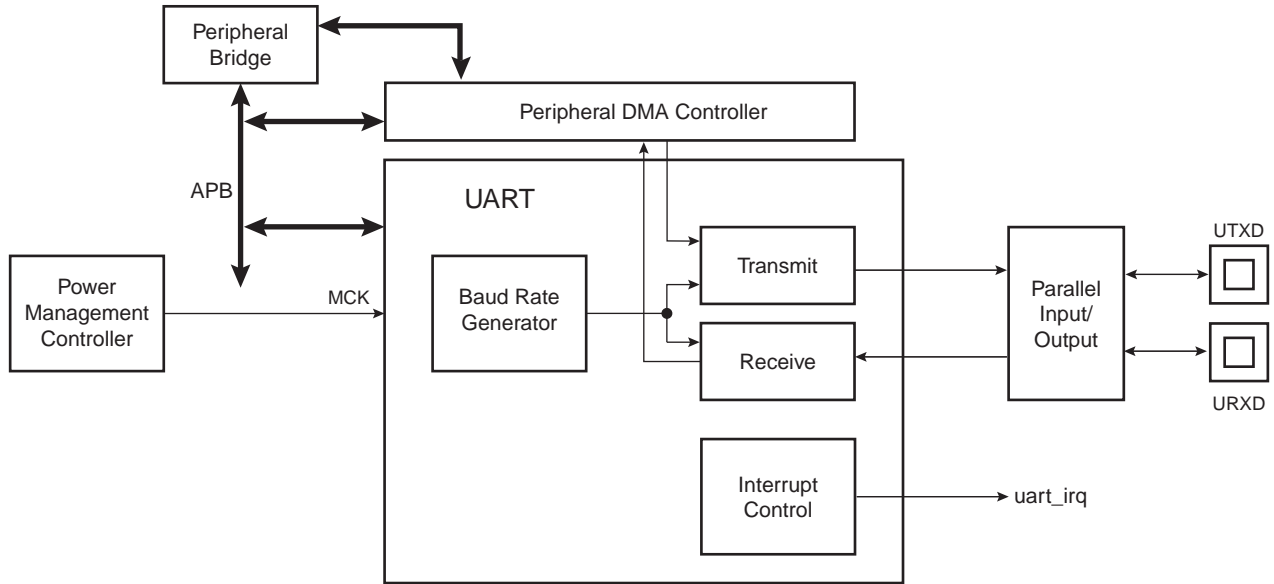 Peripheral
Bridge
Peripheral DMA Controller
APB
UART
Power
Management
Controller
MCK
Baud Rate
Generator
Transmit
Receive
Parallel
Input/
Output
UTXD
URXD
Interrupt
Control
uart_irq